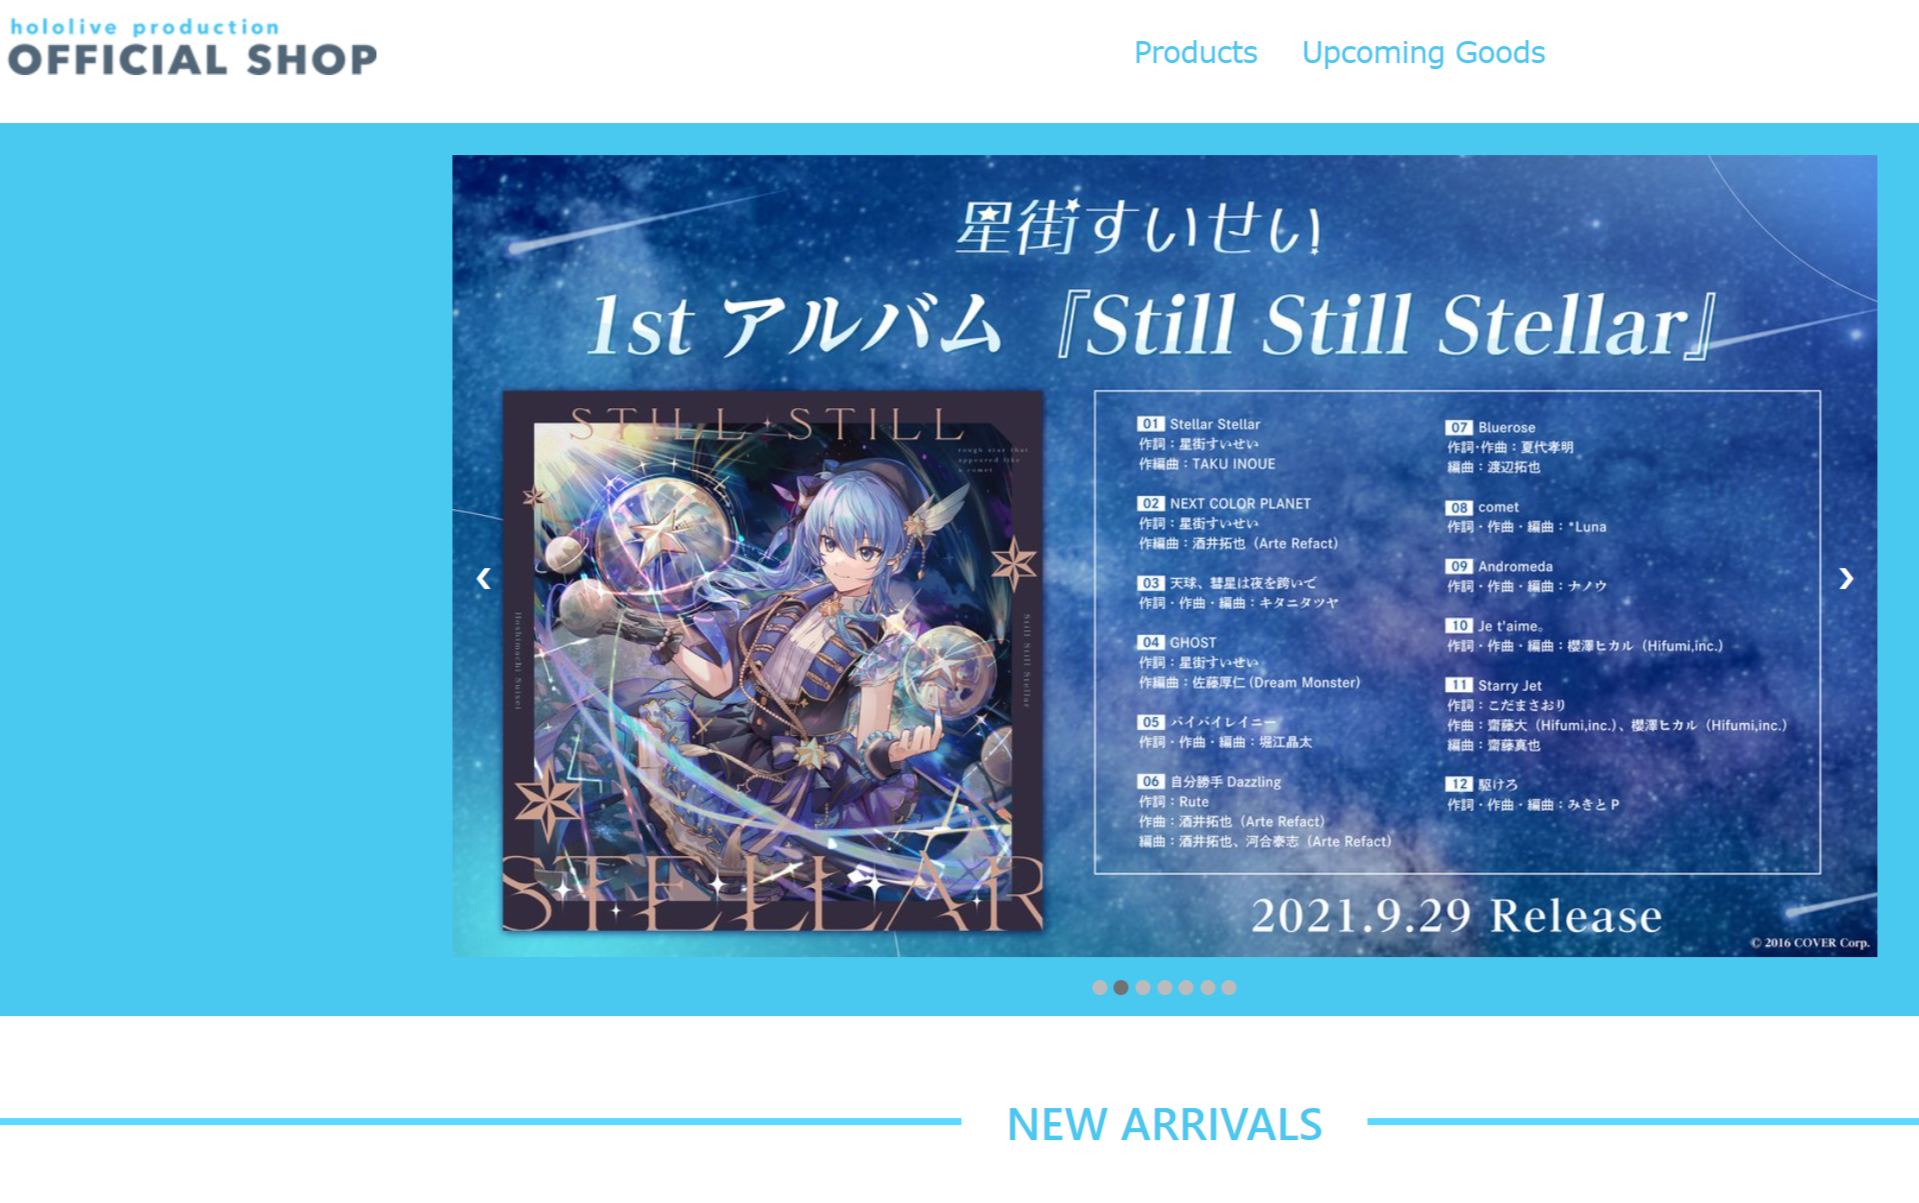 hololive production
OFFICIAL SHOP
Products
Upcoming Goods
星街すいせい
1st アルバム『Still Still Stellar』
STILL STILL
rough star that
appeared like
a comet
Hoshimachi Suisei
Still Still Stellar
STELLAR
01 Stellar Stellar
作詞：星街すいせい
作編曲：TAKU INOUE
02 NEXT COLOR PLANET
作詞：星街すいせい
作編曲：酒井拓也（Arte Refact）
03 天球、彗星は夜を跨いで
作詞・作曲・編曲：キタニタツヤ
04 GHOST
作詞：星街すいせい
作編曲：佐藤厚仁 (Dream Monster)
05 バイバイレイニー
作詞・作曲・編曲：堀江晶太
06 自分勝手 Dazzling
作詞：Rute
作曲：酒井拓也（Arte Refact）
編曲：酒井拓也、河合泰志（Arte Refact）
07 Bluerose
作詞・作曲：夏代孝明
編曲：渡辺拓也
08 comet
作詞・作曲・編曲：*Luna
09 Andromeda
作詞・作曲・編曲：ナノウ
10 Je t'aime。
作詞・作曲・編曲：櫻澤ヒカル（Hifumi,inc.）
11 Starry Jet
作詞：こだまさおり
作曲：齋藤大（Hifumi,inc.）、櫻澤ヒカル（Hifumi,inc.）
編曲：齋藤真也
12 駆けろ
作詞・作曲・編曲：みきとP
2021.9.29 Release
© 2016 COVER Corp.
NEW ARRIVALS